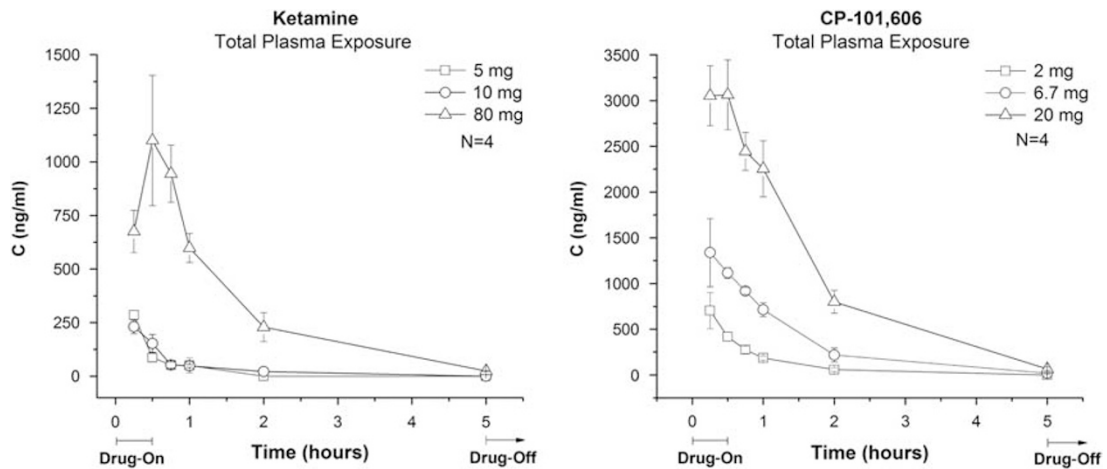 Ketamine
Total Plasma Exposure
C (ng/ml)
1500
1250
1000
750
500
250
0
5 mg
10 mg
80 mg
N=4
0 1 2 3 4 5
Time (hours)
Drug-On
Drug-Off
CP-101,606
Total Plasma Exposure
C (ng/ml)
3500
3000
2500
2000
1500
1000
500
0
2 mg
6.7 mg
20 mg
N=4
0 1 2 3 4 5
Time (hours)
Drug-On
Drug-Off